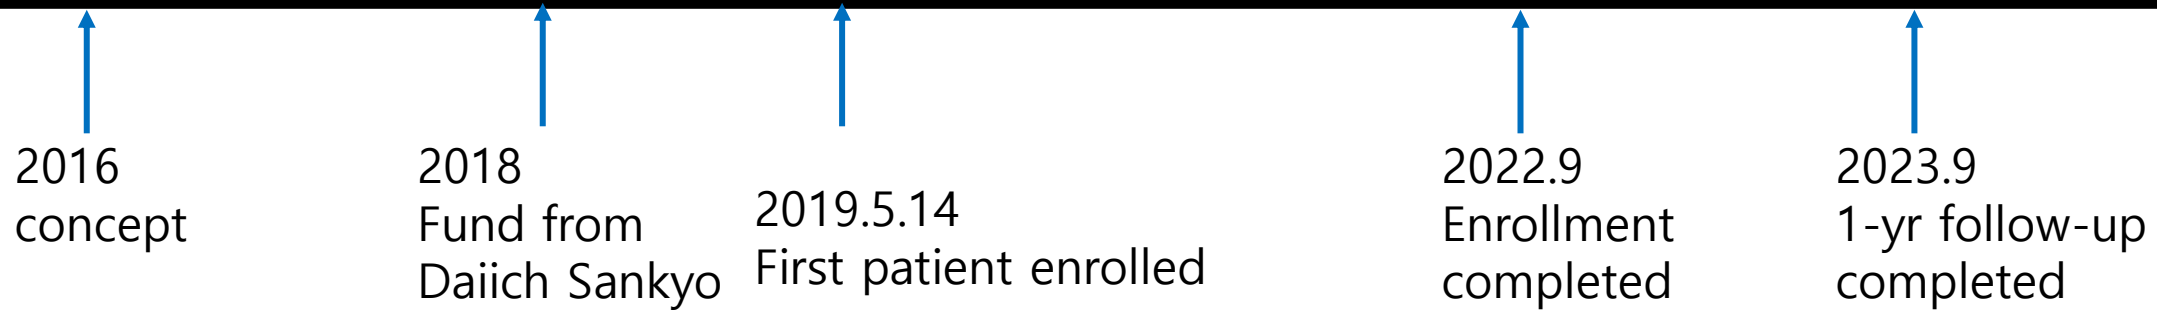 2016
concept
2018
Fund from
Daiich Sankyo
2019.5.14
First patient enrolled
2022.9
Enrollment
completed
2023.9
1-yr follow-up
completed